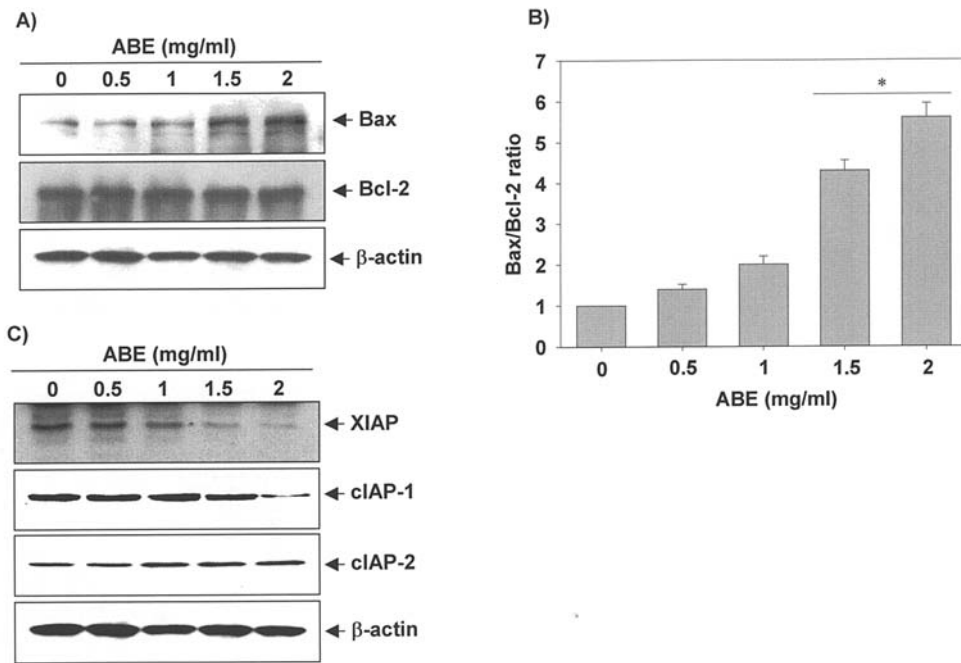 A)
ABE (mg/ml)
0 0.5 1 1.5 2
Bax
Bcl-2
β-actin
B)
7
6
5
4
3
2
1
0
Bax/Bcl-2 ratio
*
0 0.5 1 1.5 2
ABE (mg/ml)
C)
ABE (mg/ml)
0 0.5 1 1.5 2
XIAP
cIAP-1
cIAP-2
β-actin